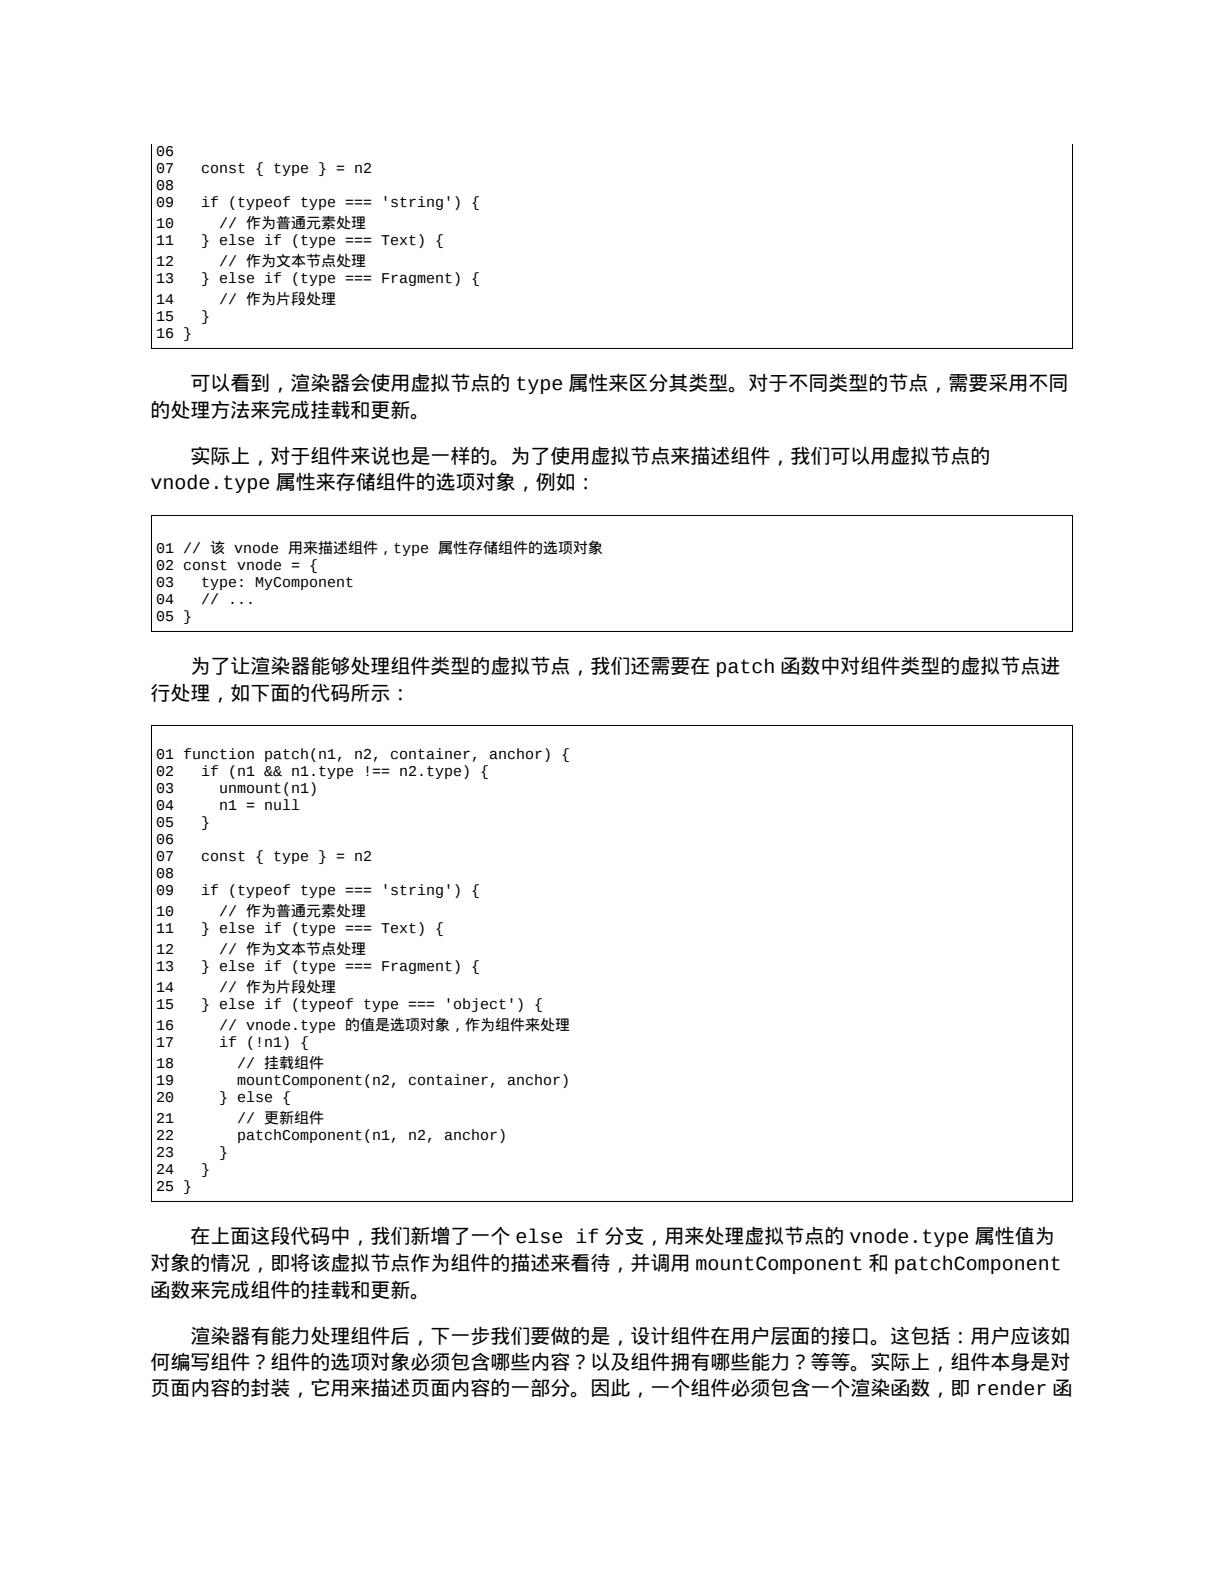 06
07   const { type } = n2
08
09   if (typeof type === 'string') {
10     // 作为普通元素处理
11   } else if (type === Text) {
12     // 作为文本节点处理
13   } else if (type === Fragment) {
14     // 作为片段处理
15   }
16 }
可以看到，渲染器会使用虚拟节点的 type 属性来区分其类型。对于不同类型的节点，需要采用不同
的处理方法来完成挂载和更新。
实际上，对于组件来说也是一样的。为了使用虚拟节点来描述组件，我们可以用虚拟节点的
vnode.type 属性来存储组件的选项对象，例如：
01 // 该 vnode 用来描述组件，type 属性存储组件的选项对象
02 const vnode = {
03   type: MyComponent
04   // ...
05 }
为了让渲染器能够处理组件类型的虚拟节点，我们还需要在 patch 函数中对组件类型的虚拟节点进
行处理，如下面的代码所示：
01 function patch(n1, n2, container, anchor) {
02   if (n1 && n1.type !== n2.type) {
03     unmount(n1)
04     n1 = null
05   }
06
07   const { type } = n2
08
09   if (typeof type === 'string') {
10     // 作为普通元素处理
11   } else if (type === Text) {
12     // 作为文本节点处理
13   } else if (type === Fragment) {
14     // 作为片段处理
15   } else if (typeof type === 'object') {
16     // vnode.type 的值是选项对象，作为组件来处理
17     if (!n1) {
18       // 挂载组件
19       mountComponent(n2, container, anchor)
20     } else {
21       // 更新组件
22       patchComponent(n1, n2, anchor)
23     }
24   }
25 }
在上面这段代码中，我们新增了一个 else if 分支，用来处理虚拟节点的 vnode.type 属性值为
对象的情况，即将该虚拟节点作为组件的描述来看待，并调用 mountComponent 和 patchComponent
函数来完成组件的挂载和更新。
渲染器有能力处理组件后，下一步我们要做的是，设计组件在用户层面的接口。这包括：用户应该如
何编写组件？组件的选项对象必须包含哪些内容？以及组件拥有哪些能力？等等。实际上，组件本身是对
页面内容的封装，它用来描述页面内容的一部分。因此，一个组件必须包含一个渲染函数，即 render 函